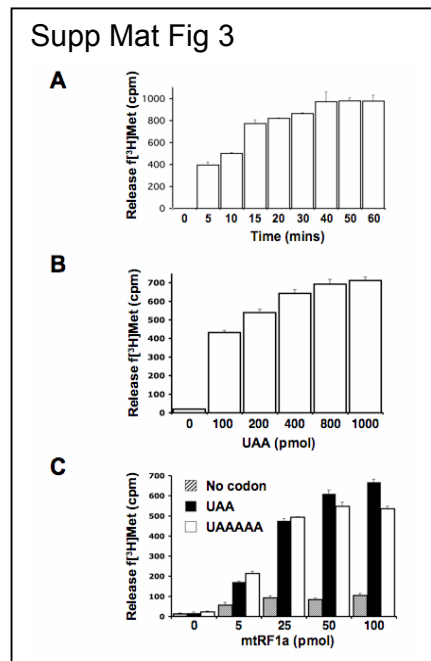 Supp Mat Fig 3
A
Release f[³H]Met (cpm)
1000
800
600
400
200
0
0 5 10 15 20 30 40 50 60
Time (mins)
B
Release f[³H]Met (cpm)
700
600
500
400
300
200
100
0
0 100 200 400 800 1000
UAA (pmol)
C
Release f[³H]Met (cpm)
700
600
500
400
300
200
100
0
No codon
UAA
UAAAAA
0 5 25 50 100
mtRF1a (pmol)